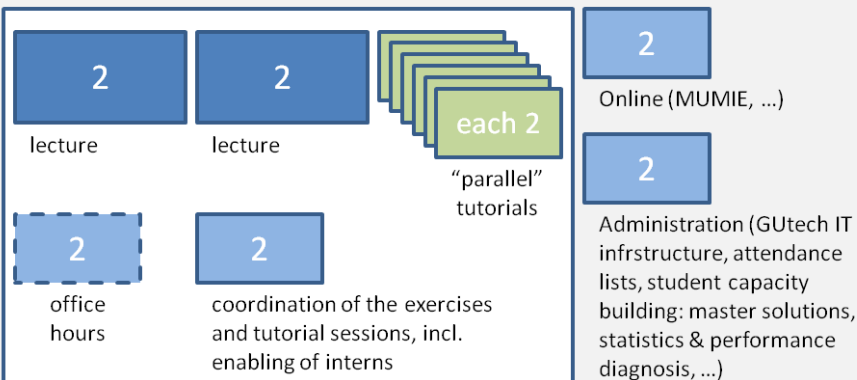 2
lecture
2
lecture
each 2
“parallel”
tutorials
2
office
hours
2
coordination of the exercises
and tutorial sessions, incl.
enabling of interns
2
Online (MUMIE, ...)
2
Administration (GUtech IT
infrstructure, attendance
lists, student capacity
building: master solutions,
statistics & performance
diagnosis, ...)